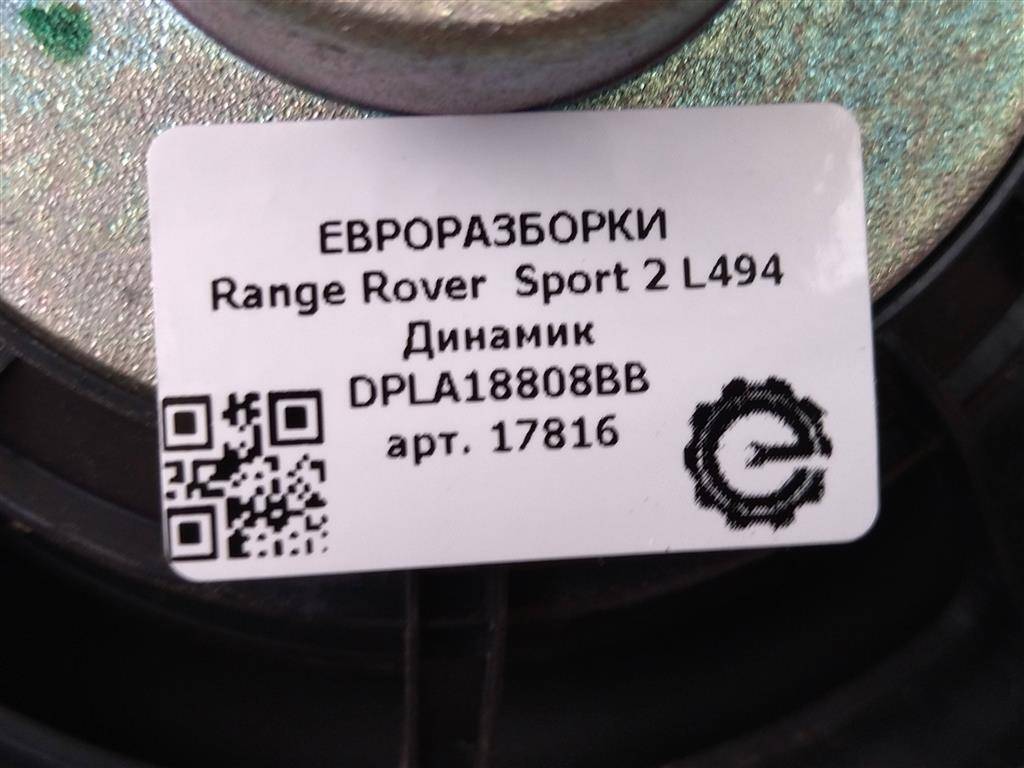 ЕВРОРАЗБОРКИ
Range Rover Sport 2 L494
Динамик
DPLA18808BB
арт. 17816